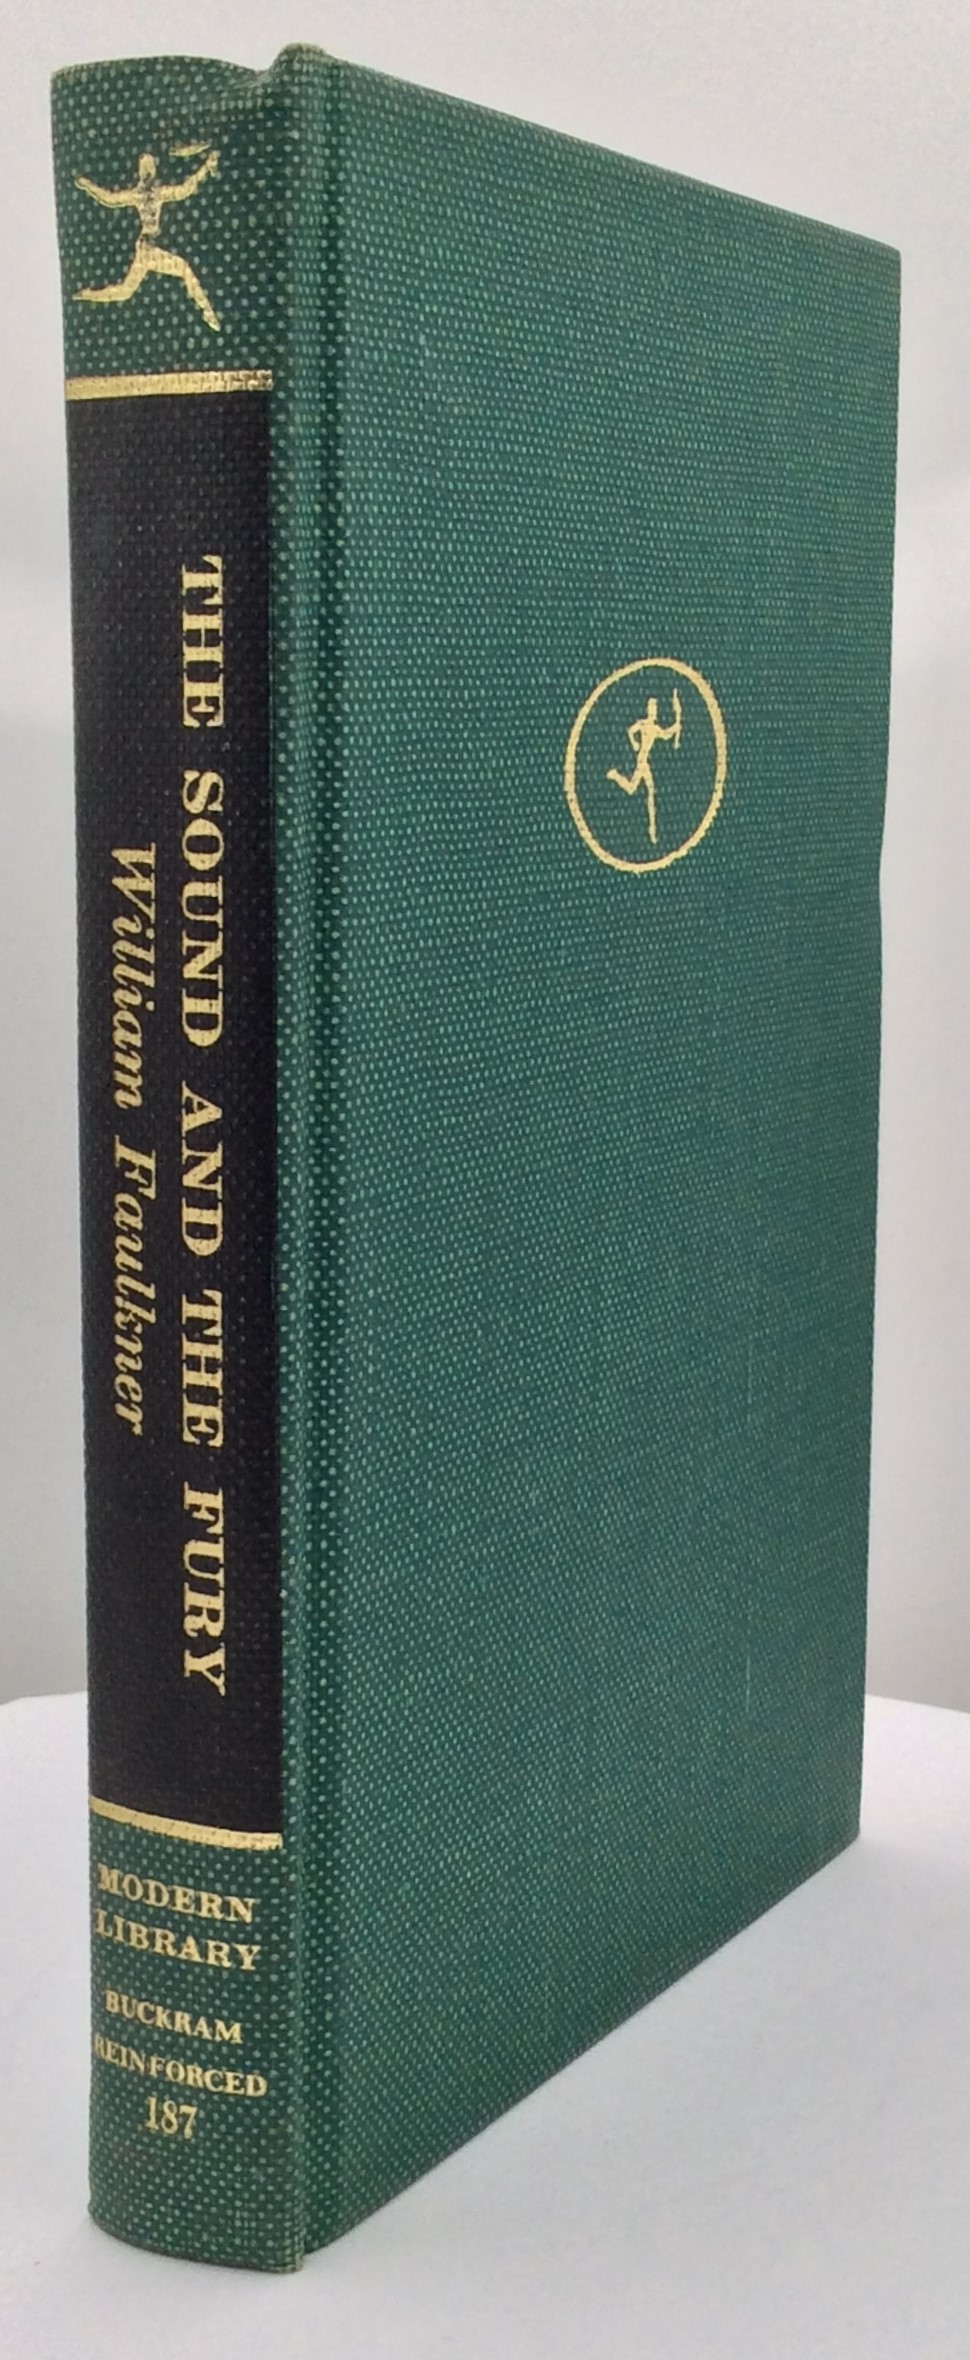 THE SOUND AND THE FURY
William Faulkner
MODERN
LIBRARY
BUCKRAM
REINFORCED
187